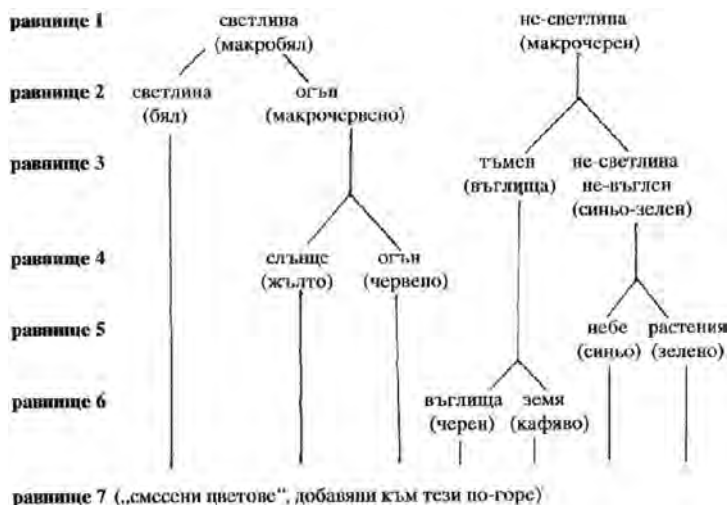 равнище 1 светлина не-светлина
(макробял) (макрочерен)
равнище 2 светлина огън
(бял) (макрочервено)
равнище 3 тъмен не-светлина
(въглища) не-въглен
(синьо-зелен)
равнище 4 слънце огън
(жълто) (червено)
равнище 5 небе растения
(синьо) (зелено)
равнище 6 въглища земя
(черен) (кафяво)
равнище 7 („смесени цветове“, добавяни към тези по-горе)